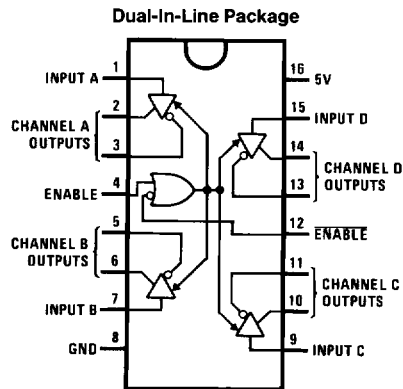 Dual-In-Line Package
INPUT A 1
16 5V
2
15 INPUT D
CHANNEL A
OUTPUTS
14
3
CHANNEL D
OUTPUTS
ENABLE 4
13
5
12 ENABLE
CHANNEL B
OUTPUTS
11
6
CHANNEL C
OUTPUTS
10
INPUT B 7
GND 8
9 INPUT C